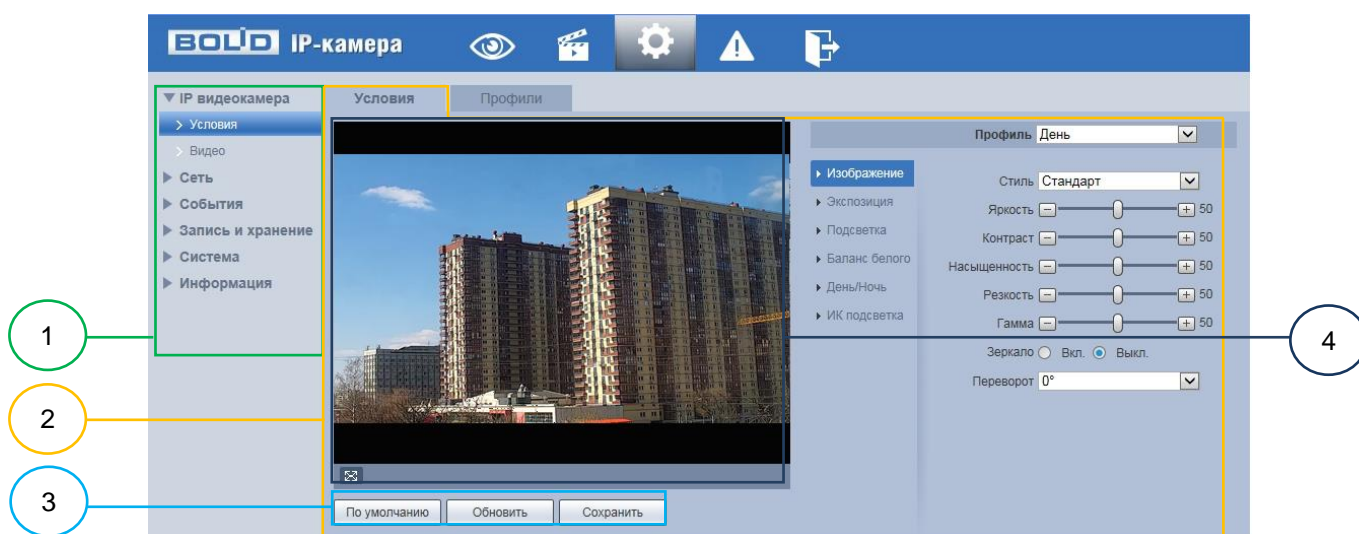 BOLID IP-камера
IP видеокамера
Условия
Видео
Сеть
События
Запись и хранение
Система
Информация
Условия
Профили
Профиль День
Изображение
Экспозиция
Подсветка
Баланс белого
День/Ночь
ИК подсветка
Стиль Стандарт
Яркость 50
Контраст 50
Насыщенность 50
Резкость 50
Гамма 50
Зеркало Вкл. Выкл.
Переворот 0°
По умолчанию
Обновить
Сохранить
1
2
3
4